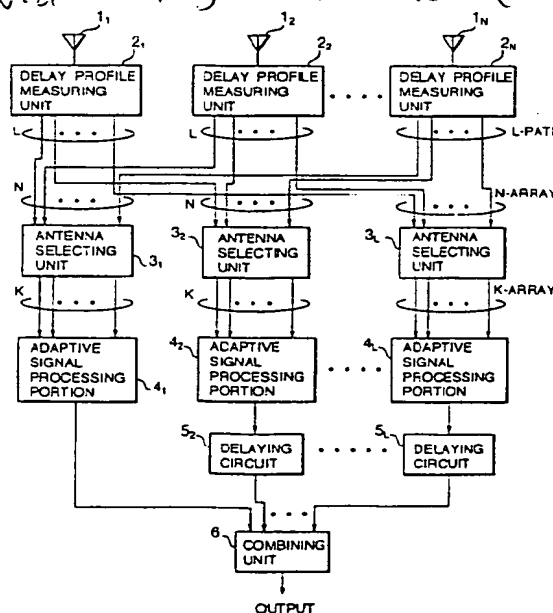 1₁ 1₂ 1N
2₁ 2₂ 2N
DELAY PROFILE MEASURING UNIT
DELAY PROFILE MEASURING UNIT
DELAY PROFILE MEASURING UNIT
L L L-PATH
N N N-ARRAY
3₁ 3₂ 3L
ANTENNA SELECTING UNIT
ANTENNA SELECTING UNIT
ANTENNA SELECTING UNIT
K K K-ARRAY
4₁ 4₂ 4L
ADAPTIVE SIGNAL PROCESSING PORTION
ADAPTIVE SIGNAL PROCESSING PORTION
ADAPTIVE SIGNAL PROCESSING PORTION
5₂ 5L
DELAYING CIRCUIT
DELAYING CIRCUIT
6
COMBINING UNIT
OUTPUT